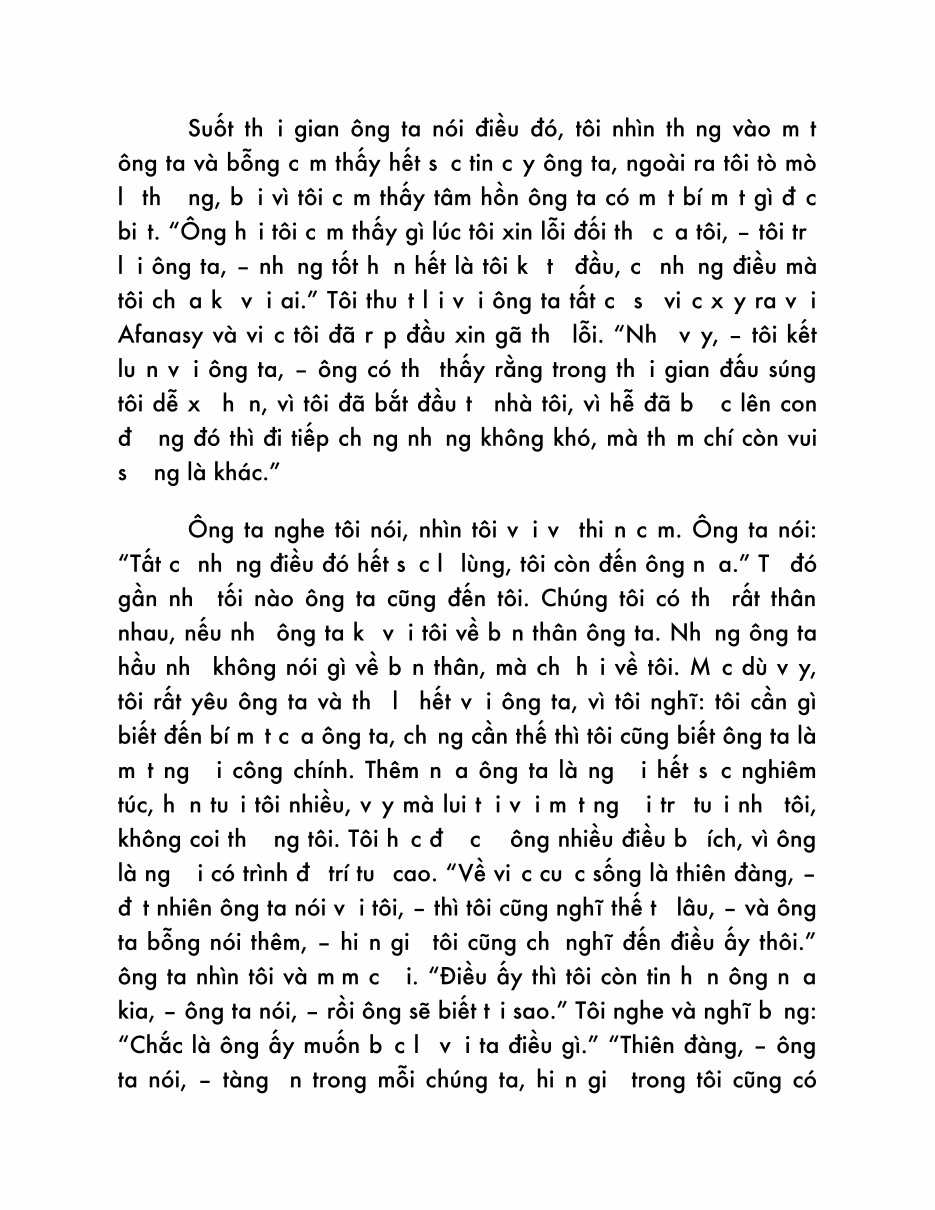 Suốt th i gian ông ta nói điều đó, tôi nhìn th ng vào m t
ông ta và bỗng c m thấy hết s c tin c y ông ta, ngoài ra tôi tò mò
l th ng, b i vì tôi c m thấy tâm hồn ông ta có m t bí m t gì đ c
bi t. “Ông h i tôi c m thấy gì lúc tôi xin lỗi đối th c a tôi, – tôi tr
l i ông ta, – nh ng tốt h n hết là tôi k t đầu, c nh ng điều mà
tôi ch a k v i ai.” Tôi thu t l i v i ông ta tất c s vi c x y ra v i
Afanasy và vi c tôi đã r p đầu xin gã th lỗi. “Nh v y, – tôi kết
lu n v i ông ta, – ông có th thấy rằng trong th i gian đấu súng
tôi dễ x h n, vì tôi đã bắt đầu t nhà tôi, vì hễ đã b c lên con
đ ng đó thì đi tiếp ch ng nh ng không khó, mà th m chí còn vui
s ng là khác.”
Ông ta nghe tôi nói, nhìn tôi v i v thi n c m. Ông ta nói:
“Tất c nh ng điều đó hết s c l lùng, tôi còn đến ông n a.” T đó
gần nh tối nào ông ta cũng đến tôi. Chúng tôi có th rất thân
nhau, nếu nh ông ta k v i tôi về b n thân ông ta. Nh ng ông ta
hầu nh không nói gì về b n thân, mà ch h i về tôi. M c dù v y,
tôi rất yêu ông ta và th l hết v i ông ta, vì tôi nghĩ: tôi cần gì
biết đến bí m t c a ông ta, ch ng cần thế thì tôi cũng biết ông ta là
m t ng i công chính. Thêm n a ông ta là ng i hết s c nghiêm
túc, h n tu i tôi nhiều, v y mà lui t i v i m t ng i tr tu i nh tôi,
không coi th ng tôi. Tôi h c đ c ông nhiều điều b ích, vì ông
là ng i có trình đ trí tu cao. “Về vi c cu c sống là thiên đàng, –
đ t nhiên ông ta nói v i tôi, – thì tôi cũng nghĩ thế t lâu, – và ông
ta bỗng nói thêm, – hi n gi tôi cũng ch nghĩ đến điều ấy thôi.”
ông ta nhìn tôi và m m c i. “Điều ấy thì tôi còn tin h n ông n a
kia, – ông ta nói, – rồi ông sẽ biết t i sao.” Tôi nghe và nghĩ b ng:
“Chắc là ông ấy muốn b c l v i ta điều gì.” “Thiên đàng, – ông
ta nói, – tàng n trong mỗi chúng ta, hi n gi trong tôi cũng có